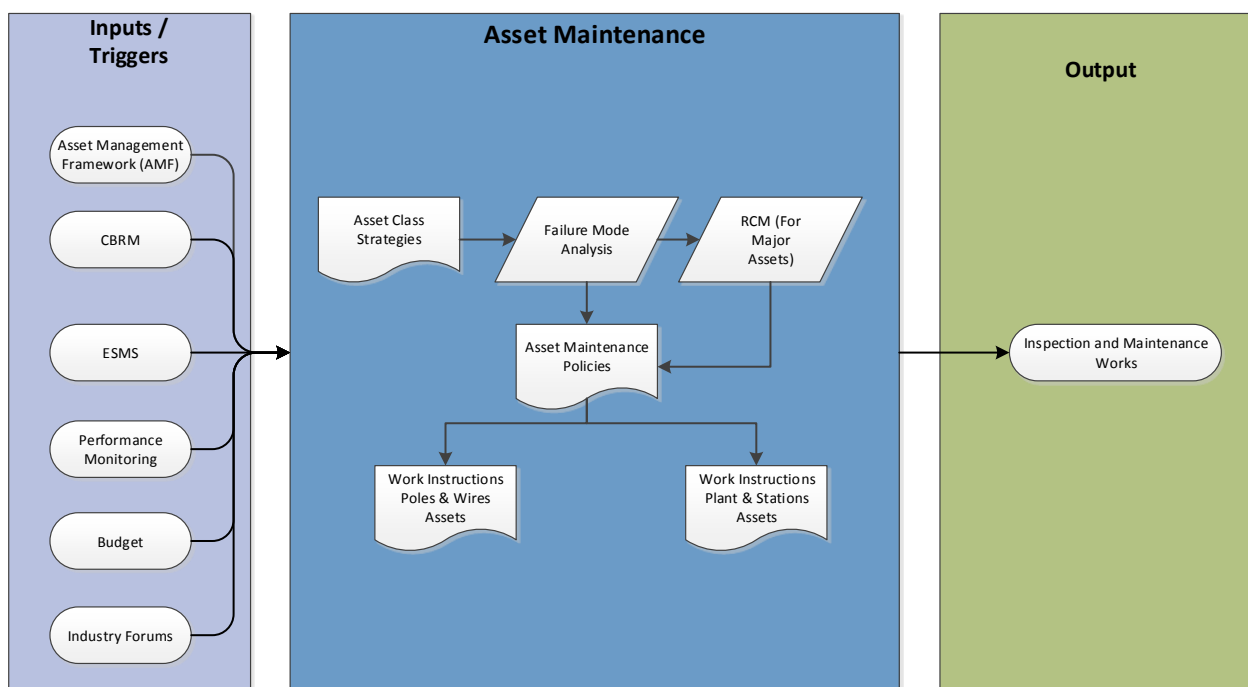 Inputs /
Triggers
Asset Management
Framework (AMF)
CBRM
ESMS
Performance
Monitoring
Budget
Industry Forums
Asset Maintenance
Asset Class
Strategies
Failure Mode
Analysis
RCM (For
Major
Assets)
Asset Maintenance
Policies
Work Instructions
Poles & Wires
Assets
Work Instructions
Plant & Stations
Assets
Output
Inspection and Maintenance
Works